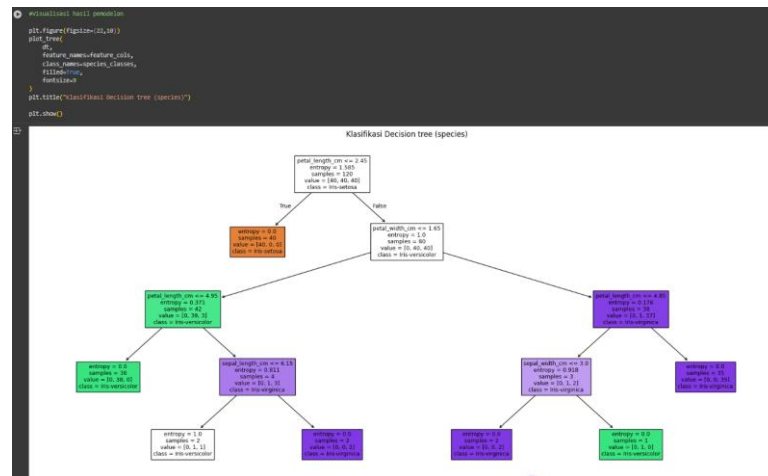 #Visualisasi hasil pemodelan
plt.figure(figsize=(22,10))
plot_tree(
dt,
feature_names=feature_cols,
class_names=species_classes,
filled=True,
fontsize=9
)
plt.title("Klasifikasi Decision tree (species)")
plt.show()
Klasifikasi Decision tree (species)
petal_length_cm <= 2.45
entropy = 1.585
samples = 120
value = [40, 40, 40]
class = Iris-setosa
True
False
entropy = 0.0
samples = 40
value = [40, 0, 0]
class = Iris-setosa
petal_width_cm <= 1.65
entropy = 1.0
samples = 80
value = [0, 40, 40]
class = Iris-versicolor
petal_length_cm <= 4.95
entropy = 0.371
samples = 42
value = [0, 39, 3]
class = Iris-versicolor
petal_length_cm <= 4.85
entropy = 0.176
samples = 38
value = [0, 1, 37]
class = Iris-virginica
entropy = 0.0
samples = 38
value = [0, 38, 0]
class = Iris-versicolor
sepal_length_cm <= 6.15
entropy = 0.811
samples = 4
value = [0, 1, 3]
class = Iris-virginica
sepal_width_cm <= 3.0
entropy = 0.918
samples = 3
value = [0, 1, 2]
class = Iris-virginica
entropy = 0.0
samples = 35
value = [0, 0, 35]
class = Iris-virginica
entropy = 1.0
samples = 2
value = [0, 1, 1]
class = Iris-versicolor
entropy = 0.0
samples = 2
value = [0, 0, 2]
class = Iris-virginica
entropy = 0.0
samples = 2
value = [0, 0, 2]
class = Iris-virginica
entropy = 0.0
samples = 1
value = [0, 1, 0]
class = Iris-versicolor